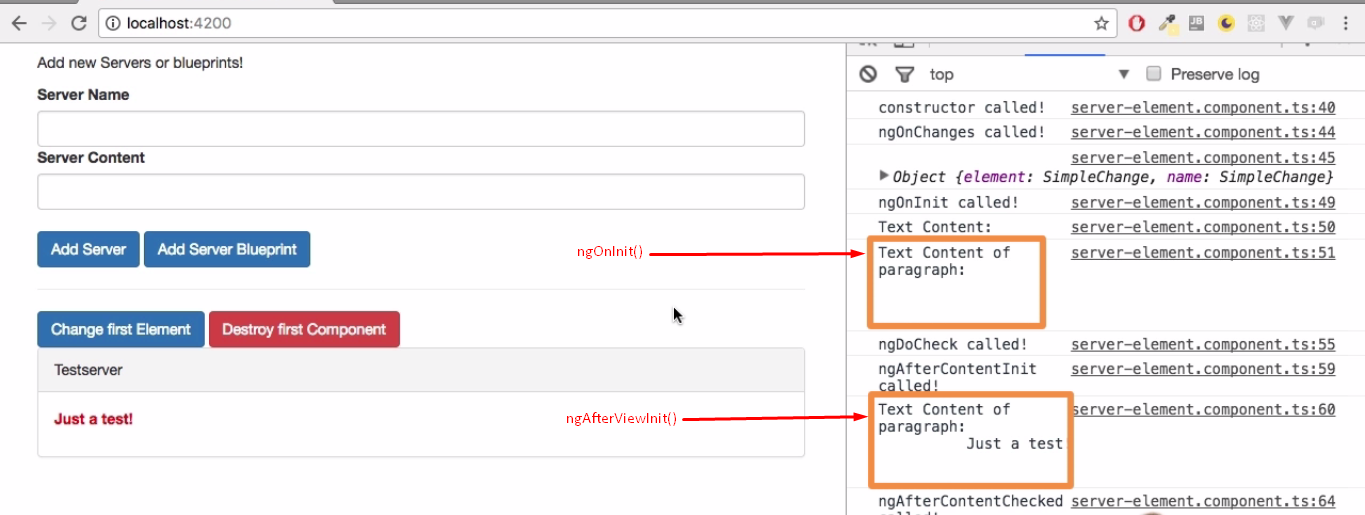 localhost:4200
Add new Servers or blueprints!
Server Name
Server Content
Add Server Add Server Blueprint
Change first Element Destroy first Component
Testserver
Just a test!
ngOnInit()
ngAfterViewInit()
top Preserve log
constructor called! server-element.component.ts:40
ngOnChanges called! server-element.component.ts:44
server-element.component.ts:45
Object {element: SimpleChange, name: SimpleChange}
ngOnInit called! server-element.component.ts:49
Text Content: server-element.component.ts:50
Text Content of server-element.component.ts:51
paragraph:
ngDoCheck called! server-element.component.ts:55
ngAfterContentInit server-element.component.ts:59
called!
Text Content of server-element.component.ts:60
paragraph:
Just a test!
ngAfterContentChecked server-element.component.ts:64